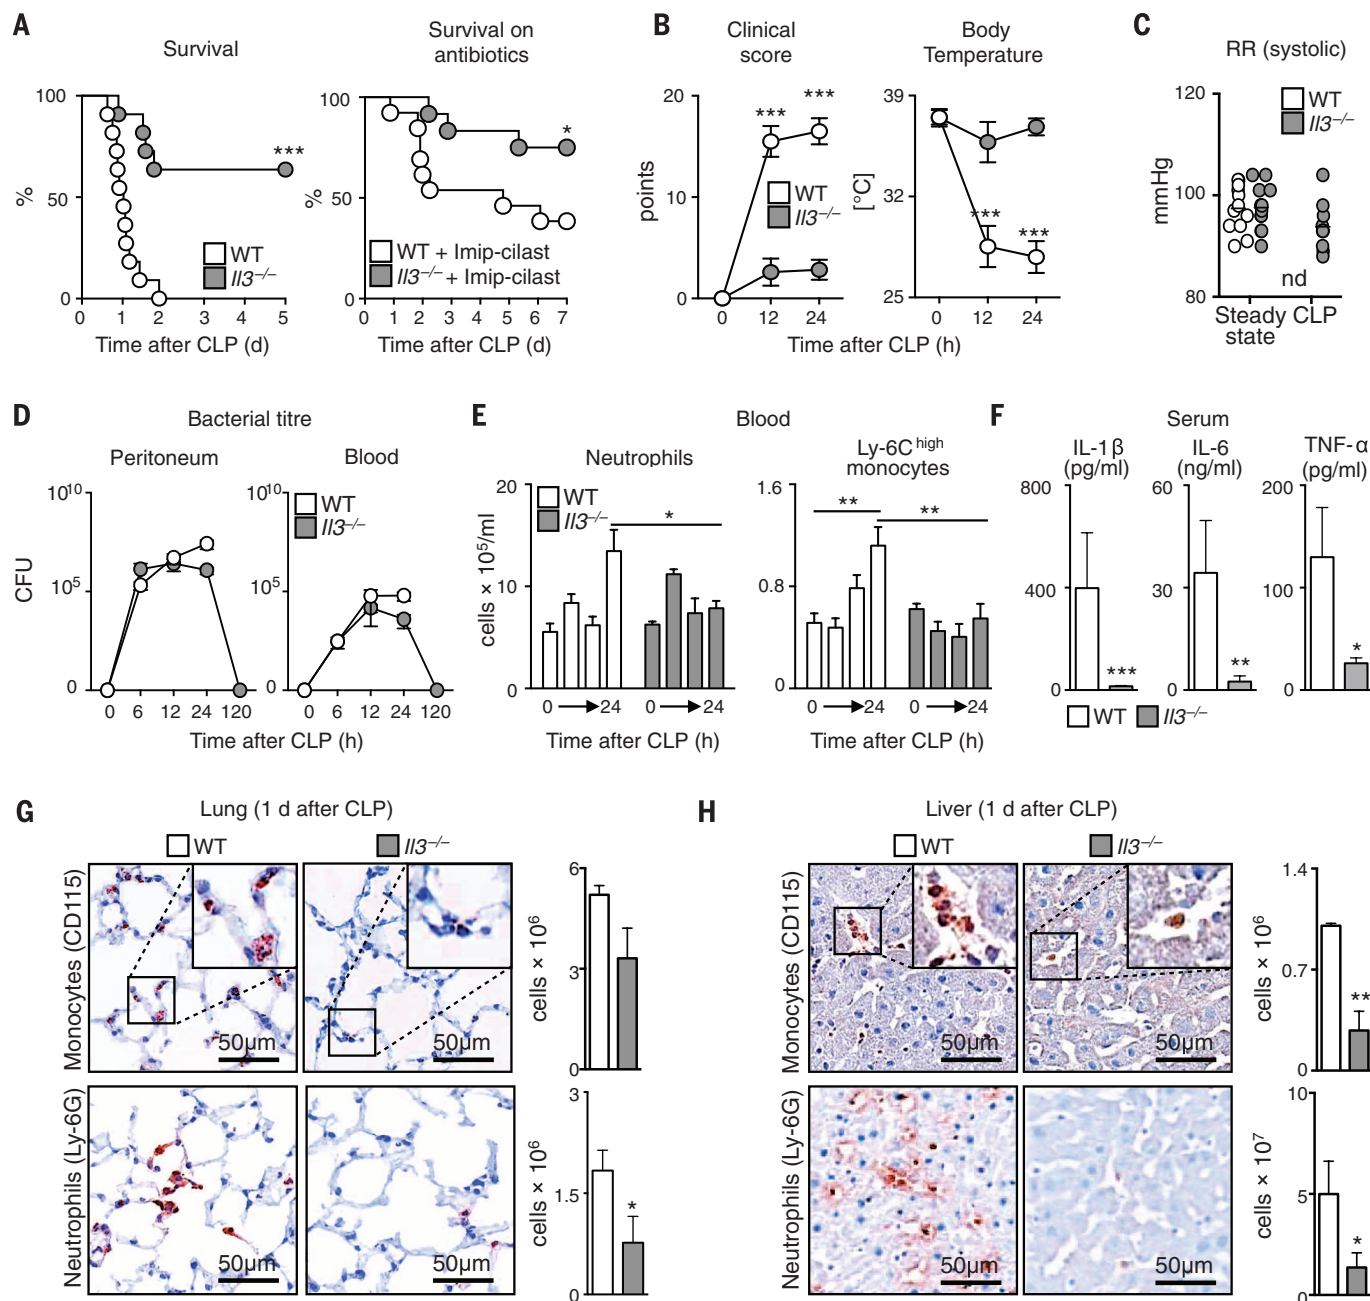 A
Survival
100
50
0
%
0 1 2 3 4 5
Time after CLP (d)
***
WT
Il3–/–
Survival on
antibiotics
100
50
0
%
0 1 2 3 4 5 6 7
Time after CLP (d)
*
WT + Imip-cilast
Il3–/– + Imip-cilast
B
Clinical
score
20
10
0
points
*** ***
WT
Il3–/–
0 12 24
Body
Temperature
39
32
25
[°C]
*** ***
0 12 24
Time after CLP (h)
C
RR (systolic)
WT
Il3–/–
120
100
80
mmHg
nd
Steady CLP
state
D
Bacterial titre
Peritoneum
10^10
10^5
0
CFU
0 6 12 24 120
Blood
10^10
10^5
0
WT
Il3–/–
0 6 12 24 120
Time after CLP (h)
E
Blood
Neutrophils
20
10
0
cells × 10^5/ml
WT
Il3–/–
*
0 24 0 24
Ly-6C^high
monocytes
1.6
0.8
0
** **
0 24 0 24
Time after CLP (h)
F
Serum
IL-1β
(pg/ml)
800
400
0
***
IL-6
(ng/ml)
60
30
0
**
TNF-α
(pg/ml)
200
100
0
*
WT Il3–/–
G
Lung (1 d after CLP)
WT Il3–/–
Monocytes (CD115)
50μm 50μm
6
3
0
cells × 10^6
Neutrophils (Ly-6G)
50μm 50μm
3
1.5
0
cells × 10^6
*
H
Liver (1 d after CLP)
WT Il3–/–
Monocytes (CD115)
50μm 50μm
1.4
0.7
0
cells × 10^6
**
Neutrophils (Ly-6G)
50μm 50μm
10
5
0
cells × 10^7
*